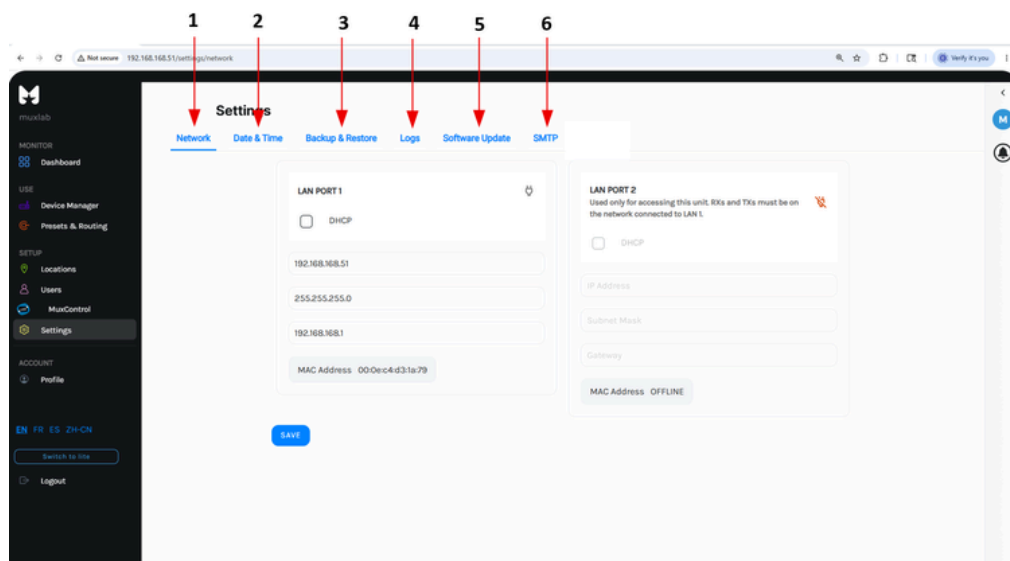 1 2 3 4 5 6
Not secure 192.168.168.51/settings/network
Verify it's you
muxlab
MONITOR
Dashboard
USE
Device Manager
Presets & Routing
SETUP
Locations
Users
MuxControl
Settings
ACCOUNT
Profile
EN FR ES ZH-CN
Switch to lite
Logout
Settings
Network Date & Time Backup & Restore Logs Software Update SMTP
LAN PORT 1
DHCP
192.168.168.51
255.255.255.0
192.168.168.1
MAC Address 00:0e:c4:d3:1a:79
SAVE
LAN PORT 2
Used only for accessing this unit. RXs and TXs must be on
the network connected to LAN 1.
DHCP
IP Address
Subnet Mask
Gateway
MAC Address OFFLINE
M